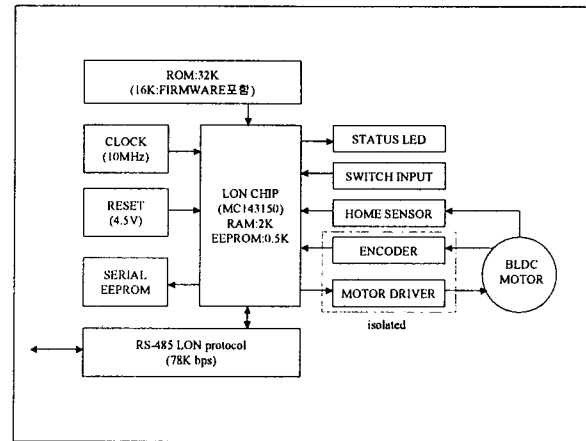 ROM:32K
(16K:FIRMWARE포함)
CLOCK
(10MHz)
RESET
(4.5V)
SERIAL
EEPROM
LON CHIP
(MC143150)
RAM:2K
EEPROM:0.5K
STATUS LED
SWITCH INPUT
HOME SENSOR
ENCODER
MOTOR DRIVER
isolated
BLDC
MOTOR
RS-485 LON protocol
(78K bps)